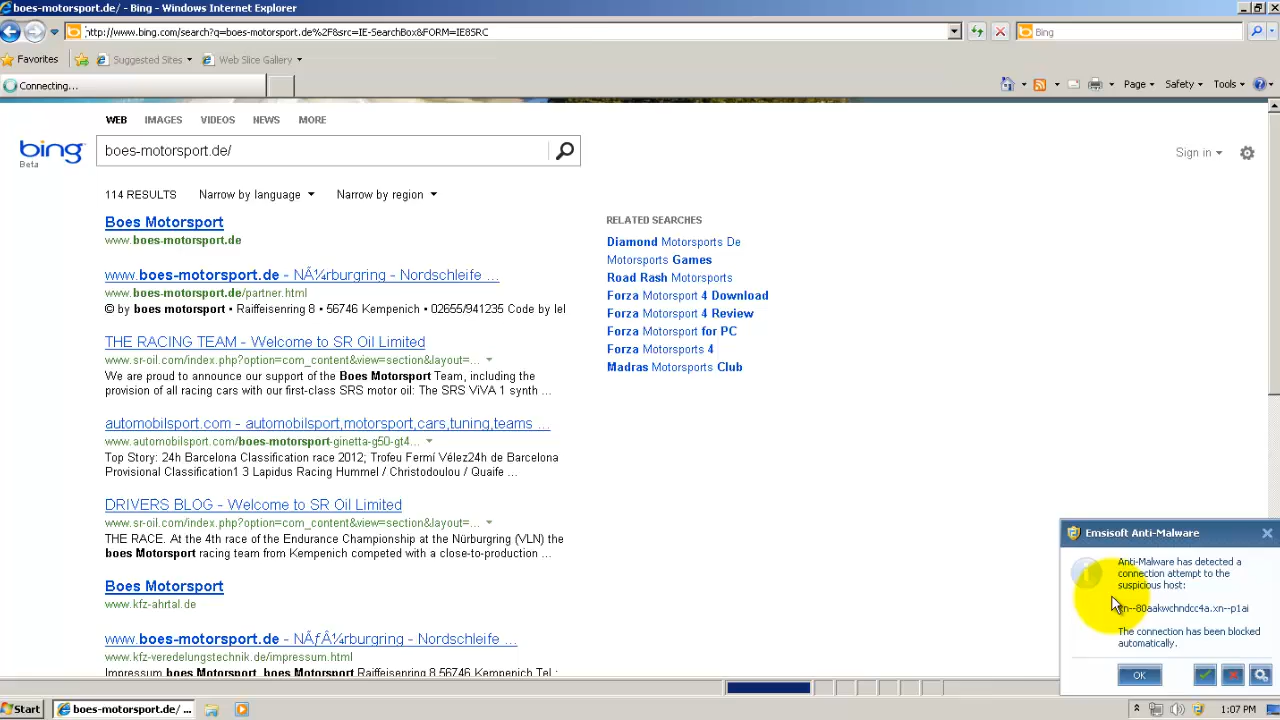 boes-motorsport.de/ - Bing - Windows Internet Explorer
http://www.bing.com/search?q=boes-motorsport.de%2F&src=IE-SearchBox&FORM=IE8SRC
Bing
Favorites
Suggested Sites
Web Slice Gallery
Connecting...
Page
Safety
Tools
WEB
IMAGES
VIDEOS
NEWS
MORE
bing
Beta
boes-motorsport.de/
Sign in
114 RESULTS
Narrow by language
Narrow by region
Boes Motorsport
www.boes-motorsport.de
www.boes-motorsport.de - NÃ¼rburgring - Nordschleife ...
www.boes-motorsport.de/partner.html
© by boes motorsport • Raiffeisenring 8 • 56746 Kempenich • 02655/941235 Code by lel
THE RACING TEAM - Welcome to SR Oil Limited
www.sr-oil.com/index.php?option=com_content&view=section&layout=...
We are proud to announce our support of the Boes Motorsport Team, including the
provision of all racing cars with our first-class SRS motor oil: The SRS ViVA 1 synth ...
automobilsport.com - automobilsport,motorsport,cars,tuning,teams ...
www.automobilsport.com/boes-motorsport-ginetta-g50-gt4...
Top Story: 24h Barcelona Classification race 2012; Trofeu Fermí Vélez24h de Barcelona
Provisional Classification1 3 Lapidus Racing Hummel / Christodoulou / Quaife ...
DRIVERS BLOG - Welcome to SR Oil Limited
www.sr-oil.com/index.php?option=com_content&view=section&layout=...
THE RACE. At the 4th race of the Endurance Championship at the Nürburgring (VLN) the
boes Motorsport racing team from Kempenich competed with a close-to-production ...
Boes Motorsport
www.kfz-ahrtal.de
www.boes-motorsport.de - NÃƒÂ¼rburgring - Nordschleife ...
www.kfz-veredelungstechnik.de/impressum.html
Impressum boes Motorsport. boes Motorsport Raiffeisenring 8 56746 Kempenich Tel.:
RELATED SEARCHES
Diamond Motorsports De
Motorsports Games
Road Rash Motorsports
Forza Motorsport 4 Download
Forza Motorsport 4 Review
Forza Motorsport for PC
Forza Motorsports 4
Madras Motorsports Club
Emsisoft Anti-Malware
Anti-Malware has detected a
connection attempt to the
suspicious host:
xn--80aakwchndcc4a.xn--p1ai
The connection has been blocked
automatically.
OK
Start
boes-motorsport.de/ ...
1:07 PM